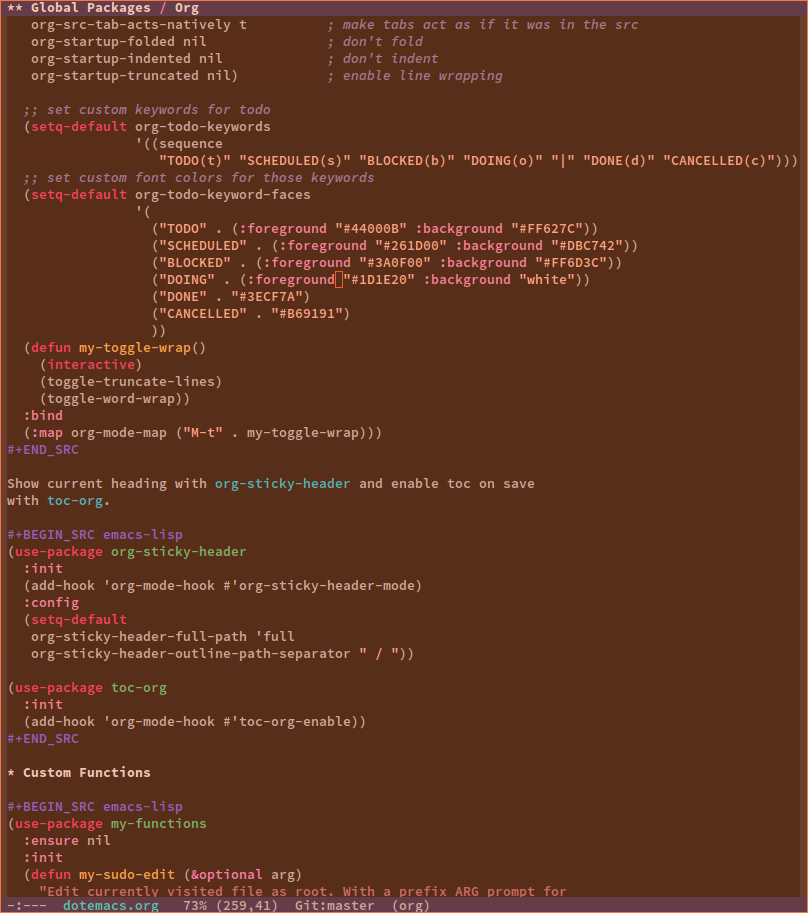 ** Global Packages / Org
   org-src-tab-acts-natively t          ; make tabs act as if it was in the src
   org-startup-folded nil               ; don't fold
   org-startup-indented nil             ; don't indent
   org-startup-truncated nil)           ; enable line wrapping

  ;; set custom keywords for todo
  (setq-default org-todo-keywords
                '((sequence
                   "TODO(t)" "SCHEDULED(s)" "BLOCKED(b)" "DOING(o)" "|" "DONE(d)" "CANCELLED(c)")))
  ;; set custom font colors for those keywords
  (setq-default org-todo-keyword-faces
                '(
                  ("TODO" . (:foreground "#44000B" :background "#FF627C"))
                  ("SCHEDULED" . (:foreground "#261D00" :background "#DBC742"))
                  ("BLOCKED" . (:foreground "#3A0F00" :background "#FF6D3C"))
                  ("DOING" . (:foreground "#1D1E20" :background "white"))
                  ("DONE" . "#3ECF7A")
                  ("CANCELLED" . "#B69191")
                  ))
  (defun my-toggle-wrap()
    (interactive)
    (toggle-truncate-lines)
    (toggle-word-wrap))
  :bind
  (:map org-mode-map ("M-t" . my-toggle-wrap)))
#+END_SRC

Show current heading with org-sticky-header and enable toc on save
with toc-org.

#+BEGIN_SRC emacs-lisp
(use-package org-sticky-header
  :init
  (add-hook 'org-mode-hook #'org-sticky-header-mode)
  :config
  (setq-default
   org-sticky-header-full-path 'full
   org-sticky-header-outline-path-separator " / "))

(use-package toc-org
  :init
  (add-hook 'org-mode-hook #'toc-org-enable))
#+END_SRC

* Custom Functions

#+BEGIN_SRC emacs-lisp
(use-package my-functions
  :ensure nil
  :init
  (defun my-sudo-edit (&optional arg)
    "Edit currently visited file as root. With a prefix ARG prompt for
-:---  dotemacs.org   73% (259,41)  Git:master  (org)